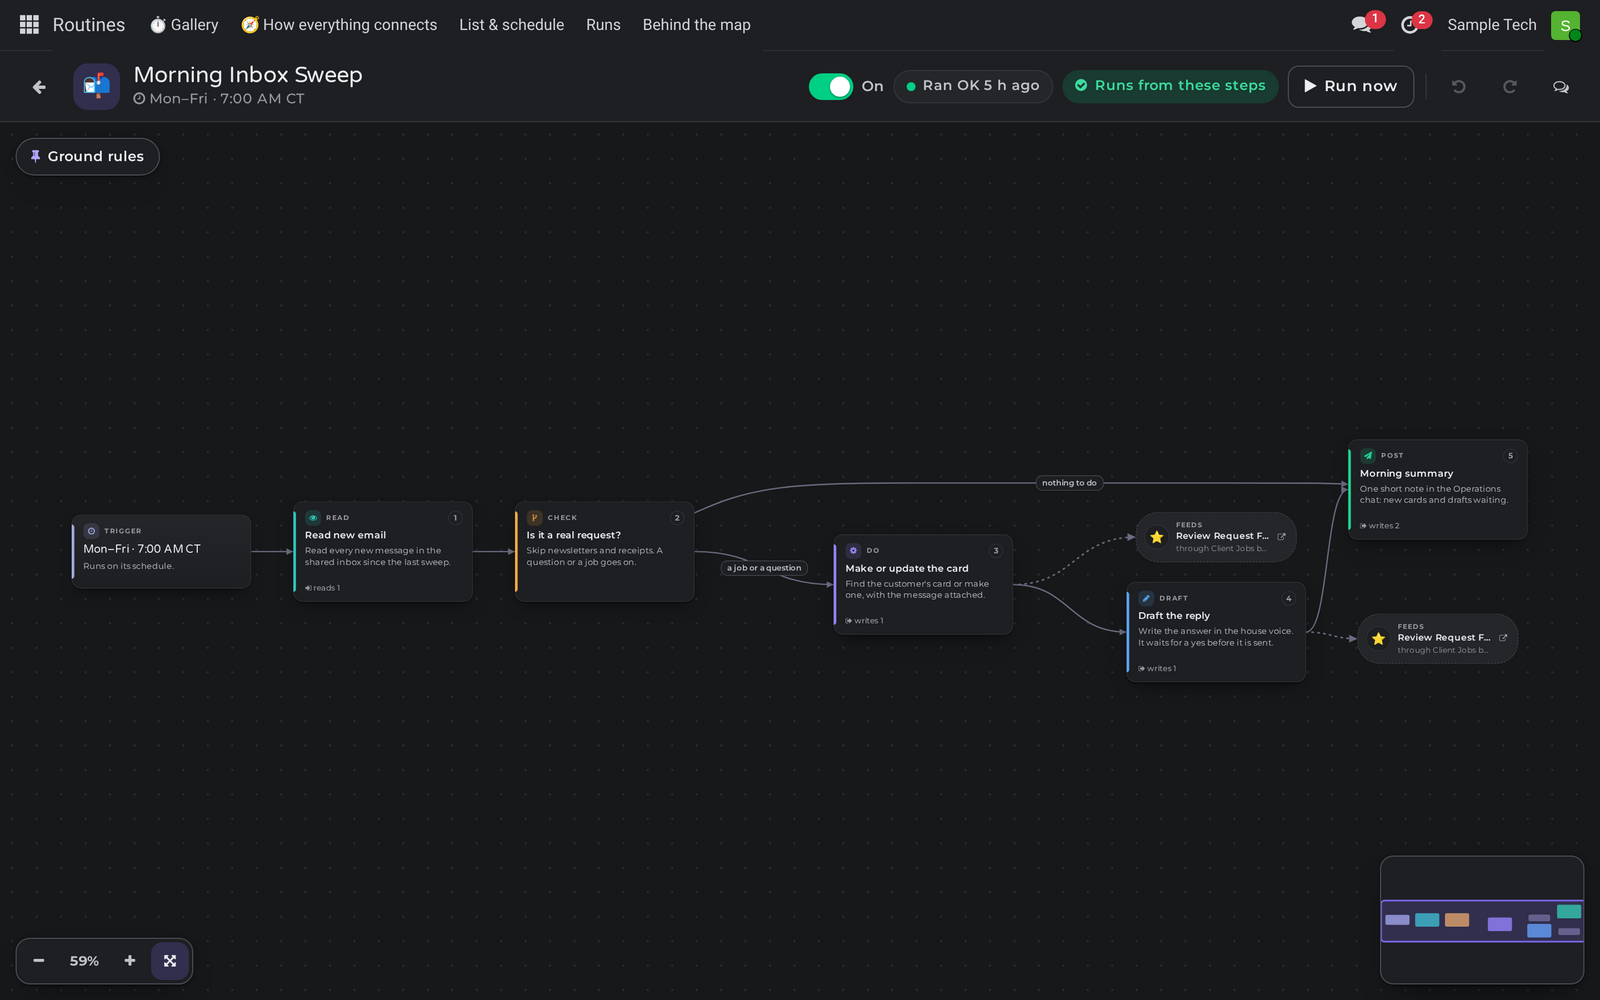 Routines
Gallery
How everything connects
List & schedule
Runs
Behind the map
1
2
Sample Tech
S
Morning Inbox Sweep
Mon–Fri · 7:00 AM CT
On
Ran OK 5 h ago
Runs from these steps
Run now
Ground rules
TRIGGER
Mon–Fri · 7:00 AM CT
Runs on its schedule.
READ 1
Read new email
Read every new message in the
shared inbox since the last sweep.
reads 1
CHECK 2
Is it a real request?
Skip newsletters and receipts. A
question or a job goes on.
nothing to do
a job or a question
DO 3
Make or update the card
Find the customer's card or make
one, with the message attached.
writes 1
FEEDS
Review Request F...
through Client Jobs b...
DRAFT 4
Draft the reply
Write the answer in the house voice.
It waits for a yes before it is sent.
writes 1
POST 5
Morning summary
One short note in the Operations
chat: new cards and drafts waiting.
writes 2
FEEDS
Review Request F...
through Client Jobs b...
59%